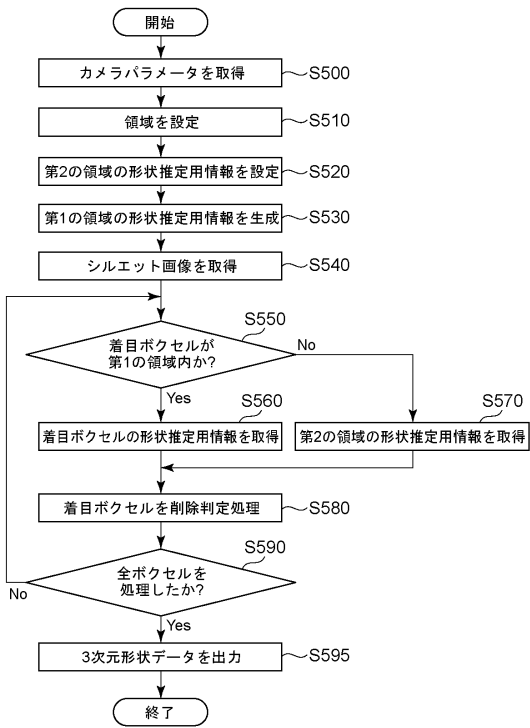 開始
カメラパラメータを取得
S500
領域を設定
S510
第2の領域の形状推定用情報を設定
S520
第1の領域の形状推定用情報を生成
S530
シルエット画像を取得
S540
着目ボクセルが
第1の領域内か?
S550
No
Yes
着目ボクセルの形状推定用情報を取得
S560
第2の領域の形状推定用情報を取得
S570
着目ボクセルを削除判定処理
S580
全ボクセルを
処理したか?
S590
No
Yes
3次元形状データを出力
S595
終了